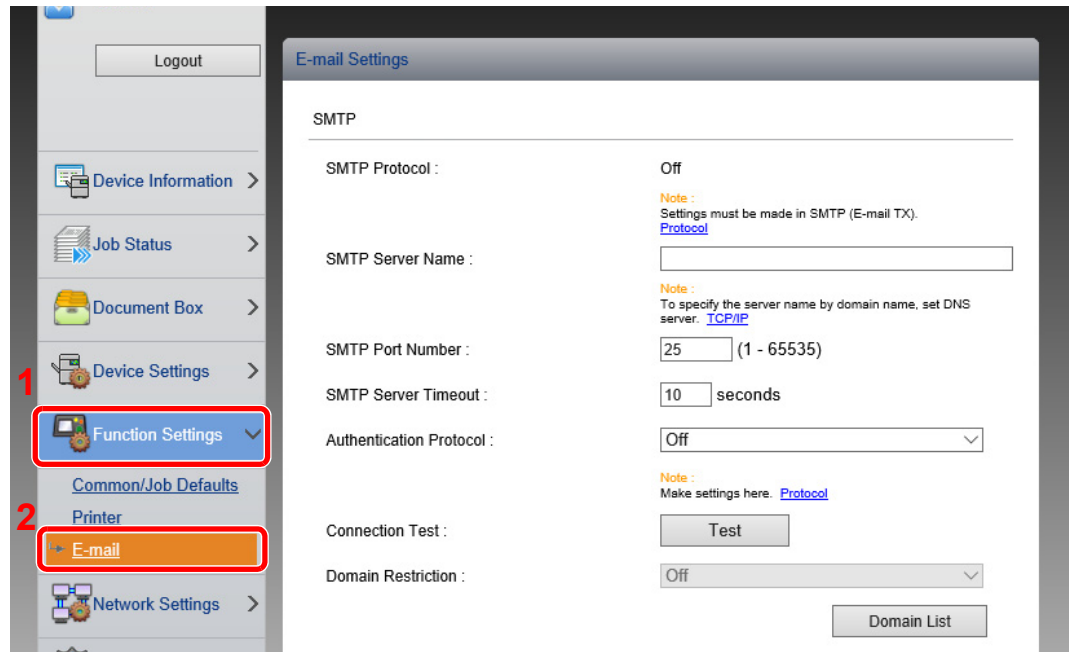 Logout
Device Information
Job Status
Document Box
Device Settings
1
Function Settings
Common/Job Defaults
2
Printer
E-mail
Network Settings
E-mail Settings
SMTP
SMTP Protocol :
Off
Note :
Settings must be made in SMTP (E-mail TX).
Protocol
SMTP Server Name :
Note :
To specify the server name by domain name, set DNS
server. TCP/IP
SMTP Port Number :
25 (1 - 65535)
SMTP Server Timeout :
10 seconds
Authentication Protocol :
Off
Note :
Make settings here. Protocol
Connection Test :
Test
Domain Restriction :
Off
Domain List